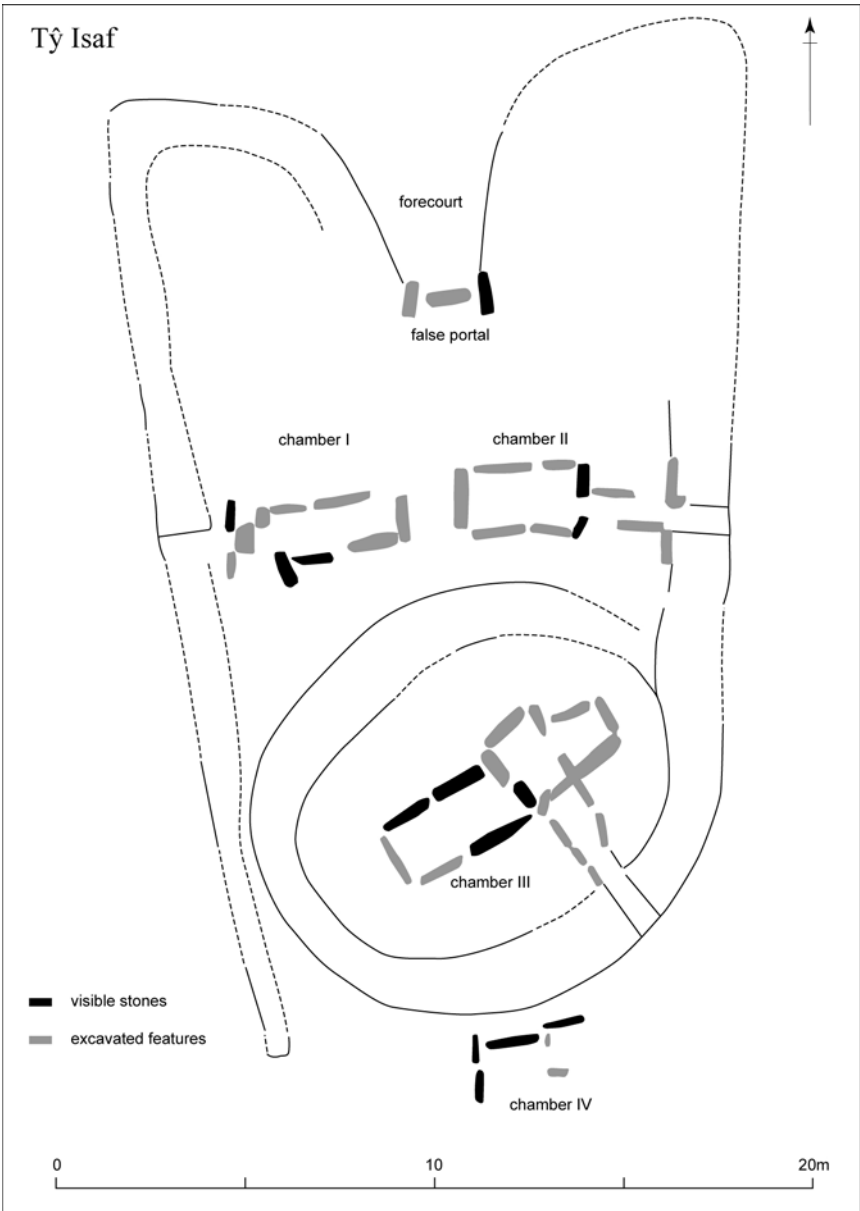 Tŷ Isaf
forecourt
false portal
chamber I
chamber II
chamber III
visible stones
excavated features
chamber IV
0
10
20m